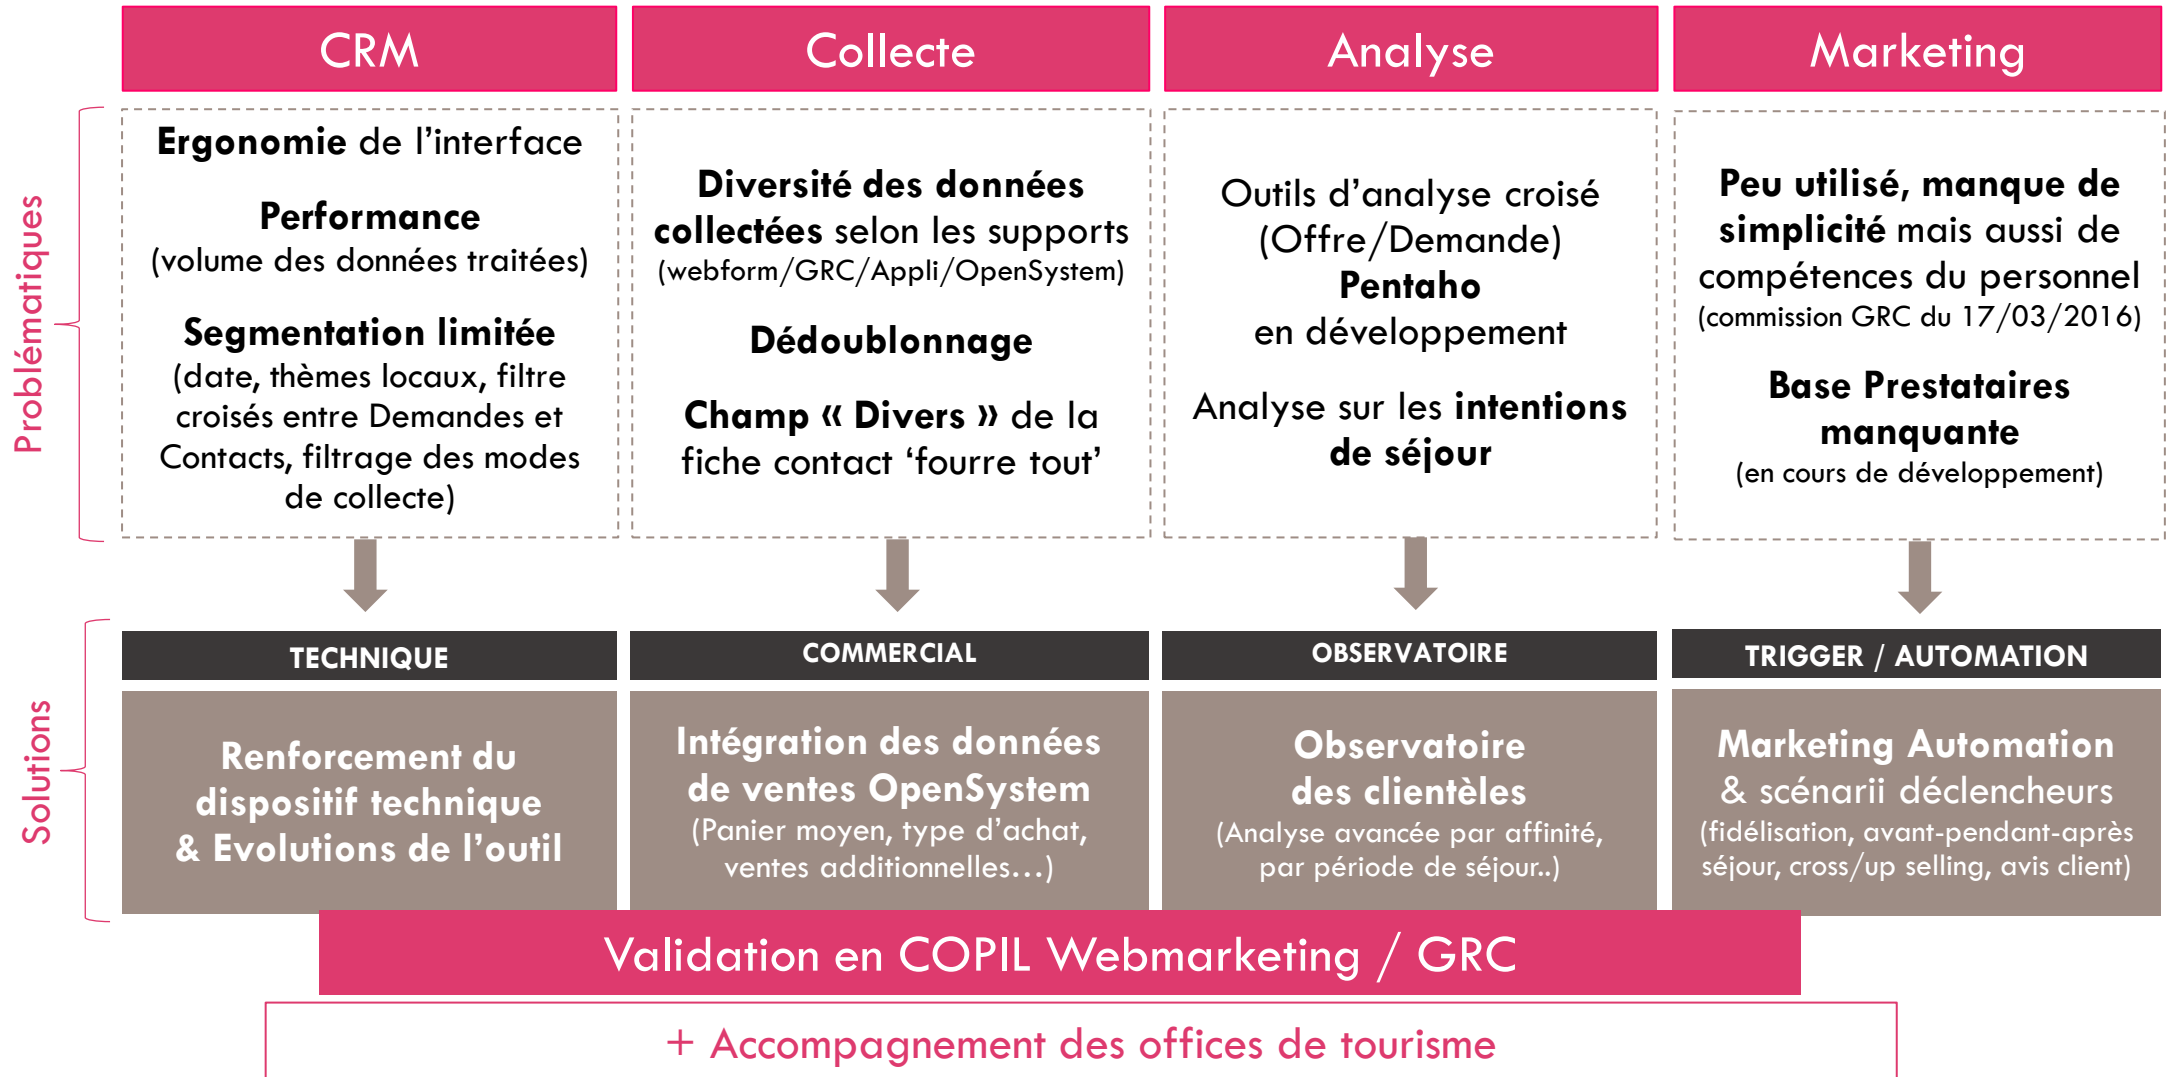 CRM
Collecte
Analyse
Marketing
Problématiques
Ergonomie de l’interface
Performance
(volume des données traitées)
Segmentation limitée
(date, thèmes locaux, filtre
croisés entre Demandes et
Contacts, filtrage des modes
de collecte)
Diversité des données
collectées selon les supports
(webform/GRC/Appli/OpenSystem)
Dédoublonnage
Champ « Divers » de la
fiche contact ‘fourre tout’
Outils d’analyse croisé
(Offre/Demande)
Pentaho
en développement
Analyse sur les intentions
de séjour
Peu utilisé, manque de
simplicité mais aussi de
compétences du personnel
(commission GRC du 17/03/2016)
Base Prestataires
manquante
(en cours de développement)
Solutions
TECHNIQUE
Renforcement du
dispositif technique
& Evolutions de l’outil
COMMERCIAL
Intégration des données
de ventes OpenSystem
(Panier moyen, type d’achat,
ventes additionnelles…)
OBSERVATOIRE
Observatoire
des clientèles
(Analyse avancée par affinité,
par période de séjour..)
TRIGGER / AUTOMATION
Marketing Automation
& scénarii déclencheurs
(fidélisation, avant-pendant-après
séjour, cross/up selling, avis client)
Validation en COPIL Webmarketing / GRC
+ Accompagnement des offices de tourisme